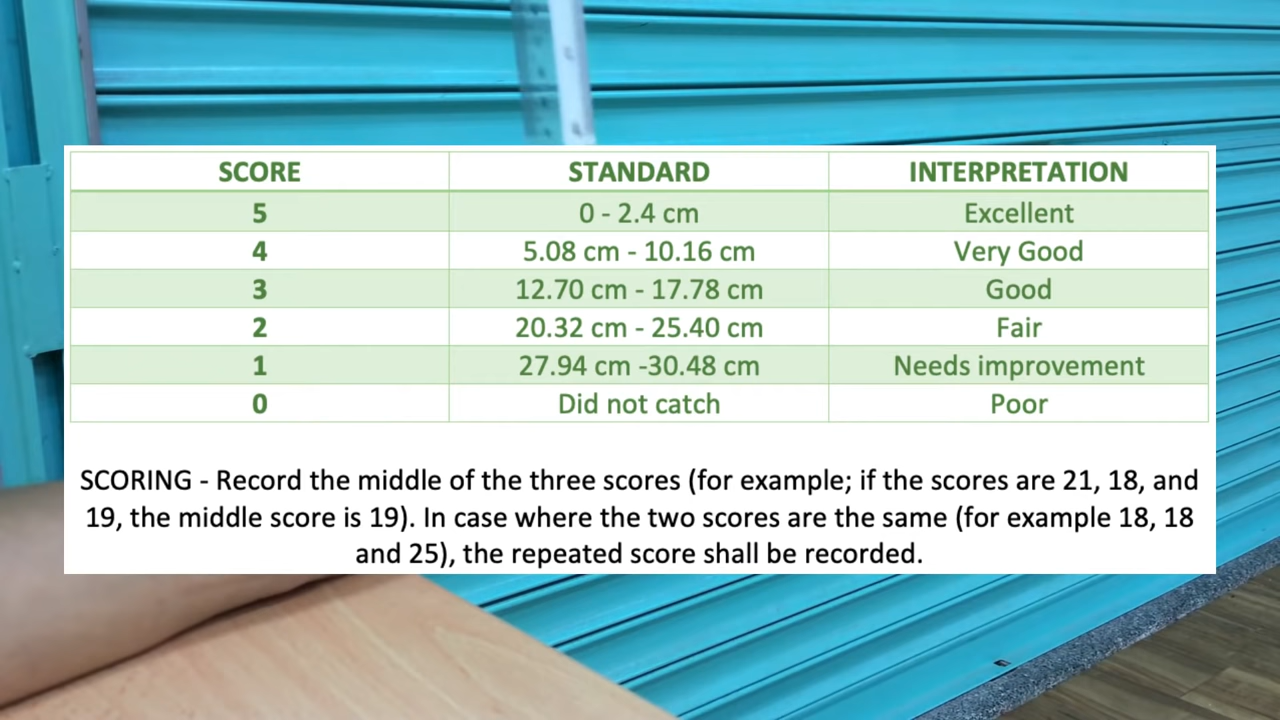 SCORE STANDARD INTERPRETATION
5 0 - 2.4 cm Excellent
4 5.08 cm - 10.16 cm Very Good
3 12.70 cm - 17.78 cm Good
2 20.32 cm - 25.40 cm Fair
1 27.94 cm -30.48 cm Needs improvement
0 Did not catch Poor
SCORING - Record the middle of the three scores (for example; if the scores are 21, 18, and
19, the middle score is 19). In case where the two scores are the same (for example 18, 18
and 25), the repeated score shall be recorded.